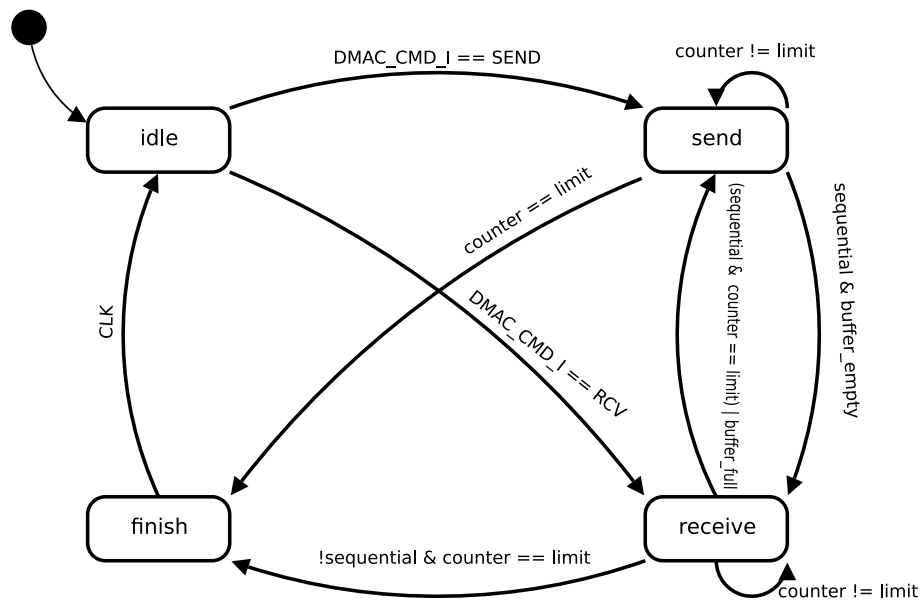 DMAC_CMD_I == SEND
counter != limit
idle
send
counter == limit
(sequential & counter == limit) | buffer_full
sequential & buffer_empty
CLK
DMAC_CMD_I == RCV
finish
receive
!sequential & counter == limit
counter != limit